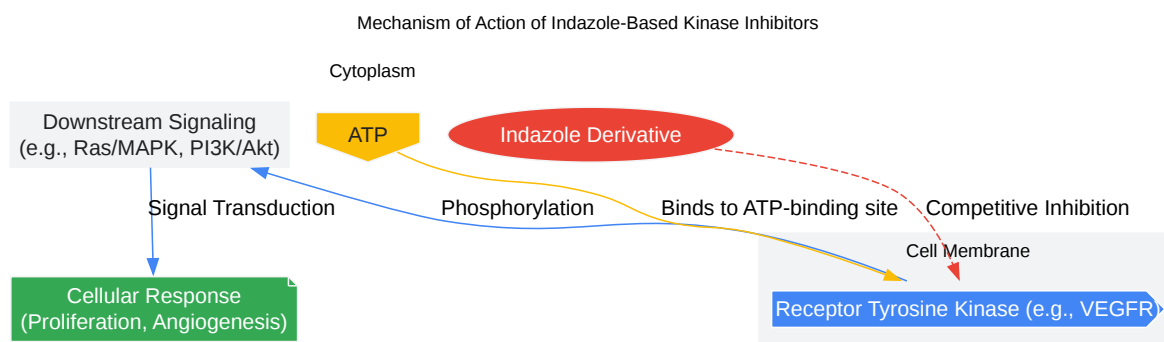 Mechanism of Action of Indazole-Based Kinase Inhibitors
Cytoplasm
Downstream Signaling
(e.g., Ras/MAPK, PI3K/Akt)
ATP
Indazole Derivative
Signal Transduction
Phosphorylation
Binds to ATP-binding site
Competitive Inhibition
Cell Membrane
Cellular Response
(Proliferation, Angiogenesis)
Receptor Tyrosine Kinase (e.g., VEGFR)